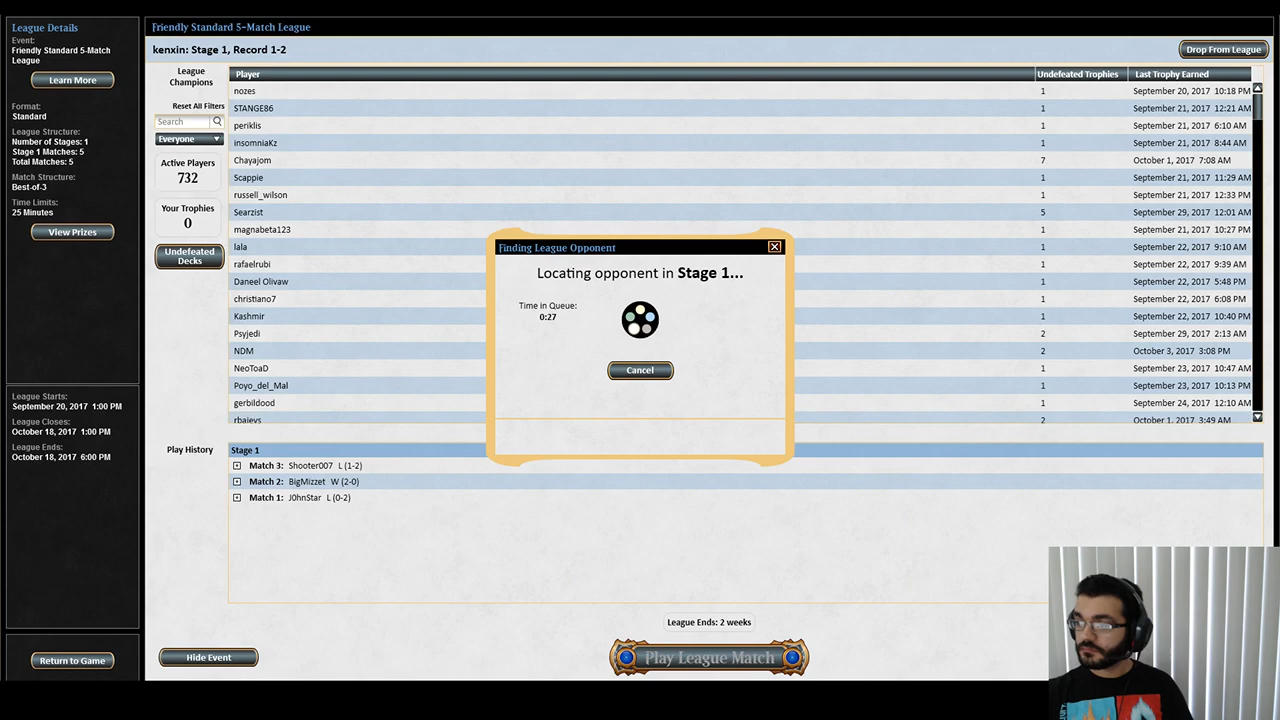 League Details
Event:
Friendly Standard 5-Match
League
Learn More
Format:
Standard
League Structure:
Number of Stages: 1
Stage 1 Matches: 5
Total Matches: 5
Match Structure:
Best-of-3
Time Limits:
25 Minutes
View Prizes
League Starts:
September 20, 2017 1:00 PM
League Closes:
October 18, 2017 1:00 PM
League Ends:
October 18, 2017 6:00 PM
Return to Game
Friendly Standard 5-Match League
kenxin: Stage 1, Record 1-2
Drop From League
League
Champions
Reset All Filters
Search
Everyone
Active Players
732
Your Trophies
0
Undefeated
Decks
Player Undefeated Trophies Last Trophy Earned
nozes 1 September 20, 2017 10:18 PM
STANGE86 1 September 21, 2017 12:21 AM
periklis 1 September 21, 2017 6:10 AM
insomniaKz 1 September 21, 2017 8:44 AM
Chayajom 7 October 1, 2017 7:08 AM
Scappie 1 September 21, 2017 11:29 AM
russell_wilson 1 September 21, 2017 12:33 PM
Searzist 5 September 29, 2017 12:01 AM
magnabeta123 1 September 21, 2017 10:27 PM
lala 1 September 22, 2017 9:10 AM
rafaelrubi 1 September 22, 2017 9:39 AM
Daneel Olivaw 1 September 22, 2017 5:48 PM
christiano7 1 September 22, 2017 6:08 PM
Kashmir 1 September 22, 2017 10:40 PM
Psyjedi 2 September 29, 2017 2:13 AM
NDM 2 October 3, 2017 3:08 PM
NeoToaD 1 September 23, 2017 10:47 AM
Poyo_del_Mal 1 September 23, 2017 10:13 PM
gerbildood 1 September 24, 2017 12:10 AM
rbaievs 2 October 1, 2017 3:49 AM
Finding League Opponent
Locating opponent in Stage 1...
Time in Queue:
0:27
Cancel
Play History
Stage 1
Match 3: Shooter007 L (1-2)
Match 2: BigMizzet W (2-0)
Match 1: J0hnStar L (0-2)
League Ends: 2 weeks
Hide Event
Play League Match